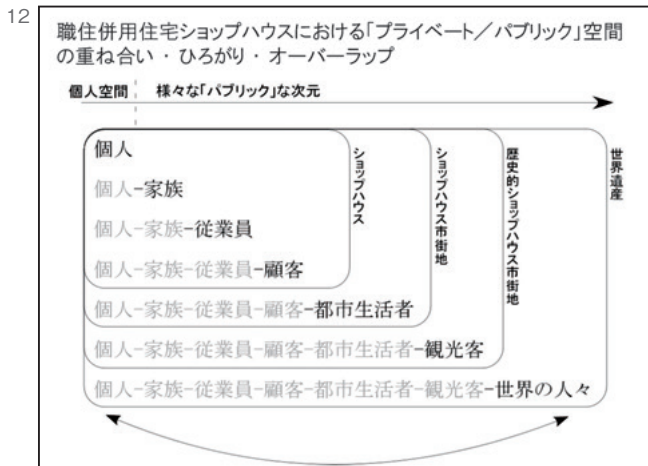 12
職住併用住宅ショップハウスにおける「プライベート／パブリック」空間
の重ね合い・ひろがり・オーバーラップ
個人空間
様々な「パブリック」な次元
個人
個人-家族
個人-家族-従業員
個人-家族-従業員-顧客
個人-家族-従業員-顧客-都市生活者
個人-家族-従業員-顧客-都市生活者-観光客
個人-家族-従業員-顧客-都市生活者-観光客-世界の人々
ショップハウス
ショップハウス市街地
歴史的ショップハウス市街地
世界遺産